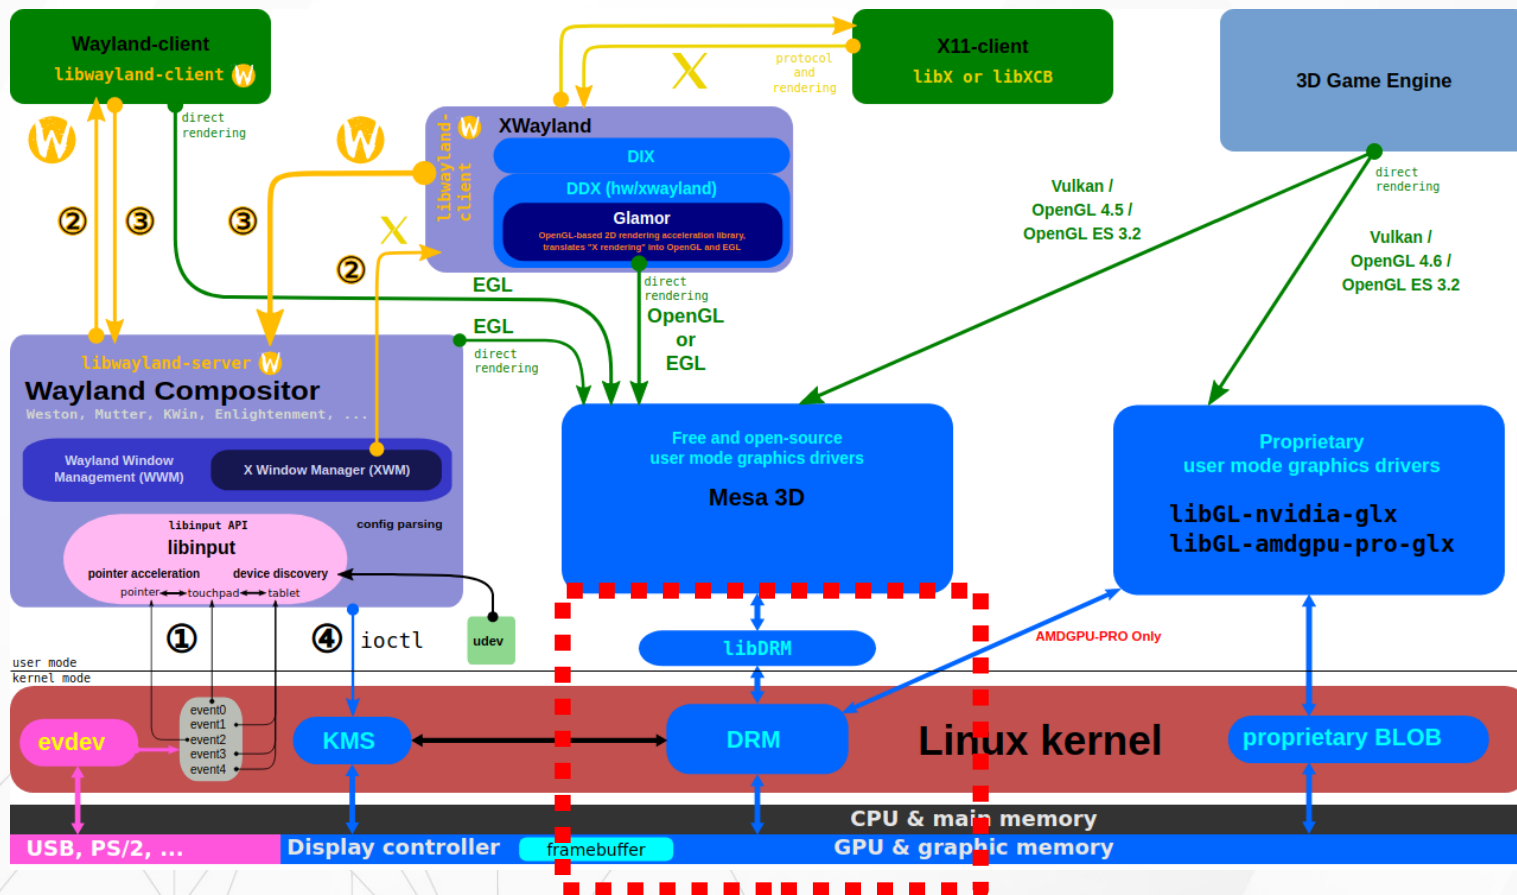 Wayland-client
libwayland-client
direct
rendering
②
③
③
②
protocol
and
rendering
X11-client
libX or libXCB
3D Game Engine
direct
rendering
libwayland-
client
XWayland
DIX
DDX (hw/xwayland)
Glamor
OpenGL-based 2D rendering acceleration library,
translates "X rendering" into OpenGL and EGL
Vulkan /
OpenGL 4.5 /
OpenGL ES 3.2
Vulkan /
OpenGL 4.6 /
OpenGL ES 3.2
EGL
EGL
direct
rendering
direct
rendering
OpenGL
or
EGL
libwayland-server
Wayland Compositor
Weston, Mutter, KWin, Enlightenment, ...
Wayland Window
Management (WWM)
X Window Manager (XWM)
libinput API
libinput
pointer acceleration
device discovery
pointer
touchpad
tablet
config parsing
Free and open-source
user mode graphics drivers
Mesa 3D
Proprietary
user mode graphics drivers
libGL-nvidia-glx
libGL-amdgpu-pro-glx
①
④
ioctl
udev
libDRM
AMDGPU-PRO Only
user mode
kernel mode
evdev
event0
event1
event2
event3
event4
KMS
DRM
Linux kernel
proprietary BLOB
CPU & main memory
USB, PS/2, ...
Display controller
framebuffer
GPU & graphic memory